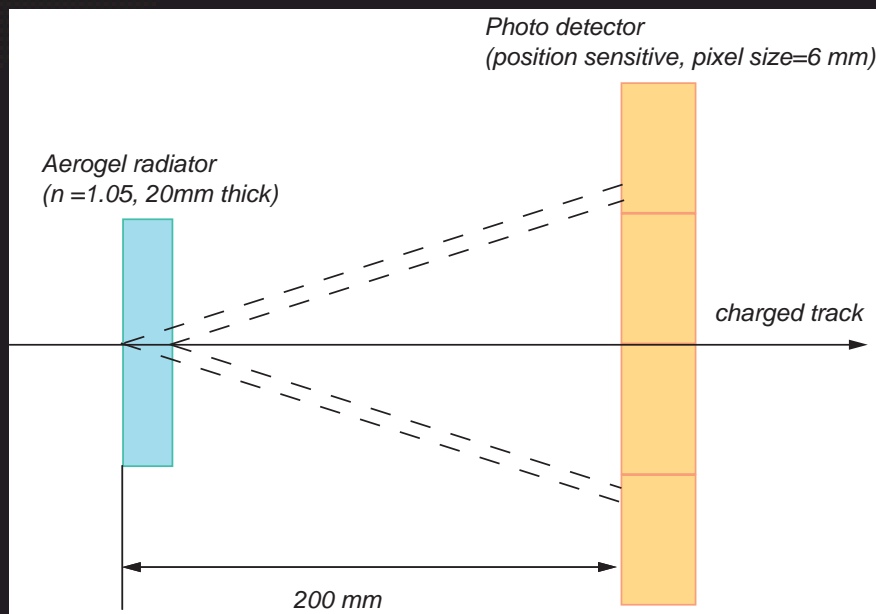 Photo detector
(position sensitive, pixel size=6 mm)
Aerogel radiator
(n =1.05, 20mm thick)
charged track
200 mm